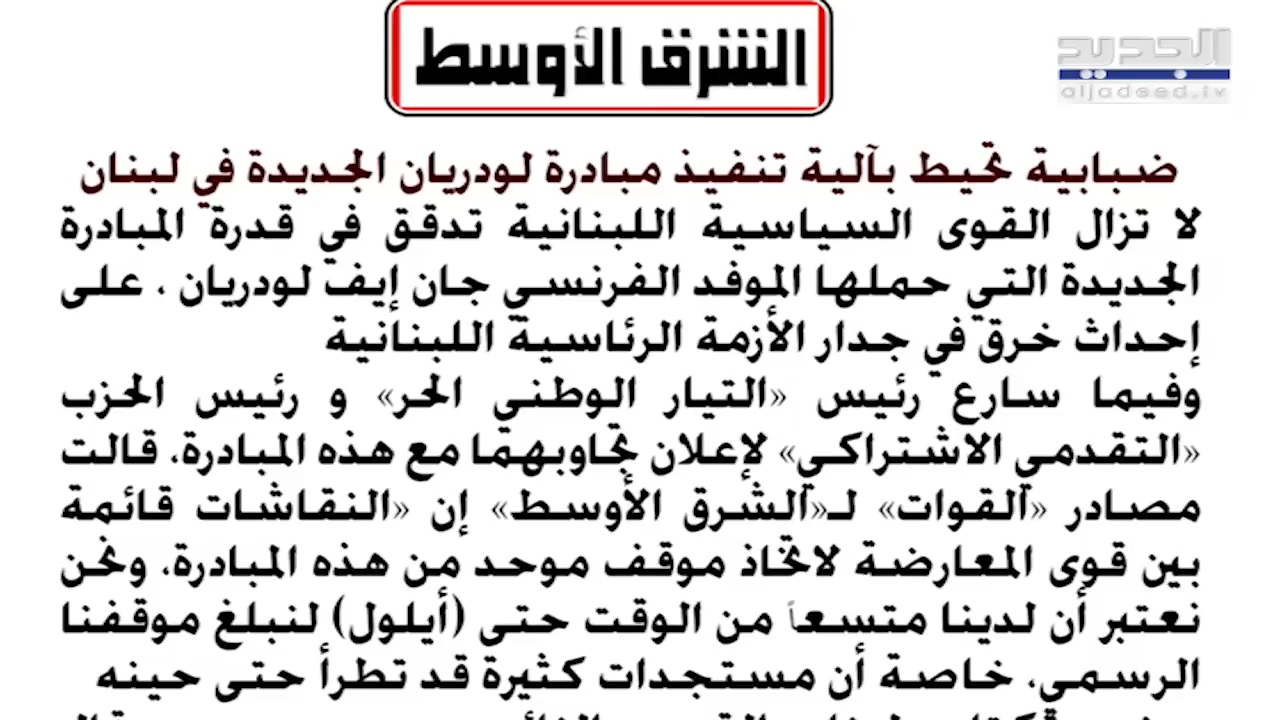 الشرق الأوسط
الجديد
aljadeed.tv
ضبابية تحيط بآلية تنفيذ مبادرة لودريان الجديدة في لبنان
لا تزال القوى السياسية اللبنانية تدقق في قدرة المبادرة
الجديدة التي حملها الموفد الفرنسي جان إيف لودريان ، على
إحداث خرق في جدار الأزمة الرئاسية اللبنانية
وفيما سارع رئيس «التيار الوطني الحر» و رئيس الحزب
«التقدمي الاشتراكي» لإعلان تجاوبهما مع هذه المبادرة، قالت
مصادر «القوات» لـ«الشرق الأوسط» إن «النقاشات قائمة
بين قوى المعارضة لاتخاذ موقف موحد من هذه المبادرة، ونحن
نعتبر أن لدينا متسعاً من الوقت حتى (أيلول) لنبلغ موقفنا
الرسمي، خاصة أن مستجدات كثيرة قد تطرأ حتى حينه